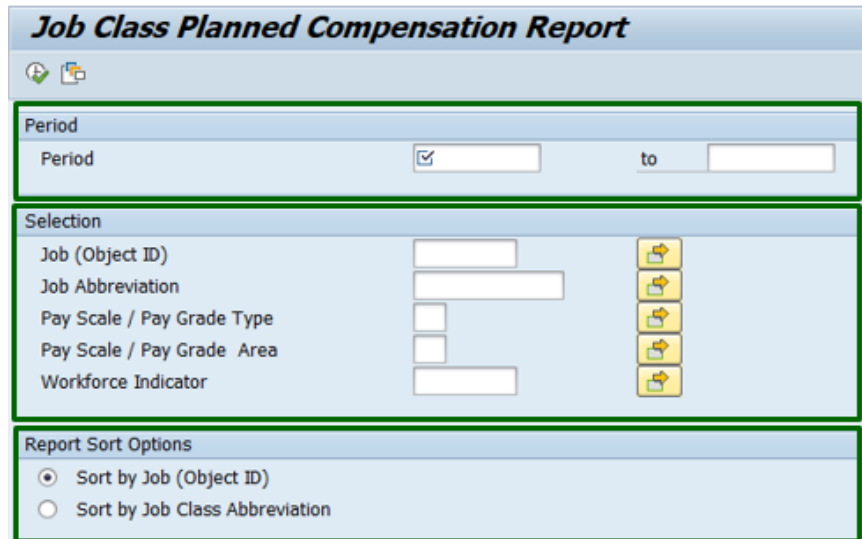 Job Class Planned Compensation Report
Period
Period to
Selection
Job (Object ID)
Job Abbreviation
Pay Scale / Pay Grade Type
Pay Scale / Pay Grade  Area
Workforce Indicator
Report Sort Options
Sort by Job (Object ID)
Sort by Job Class Abbreviation